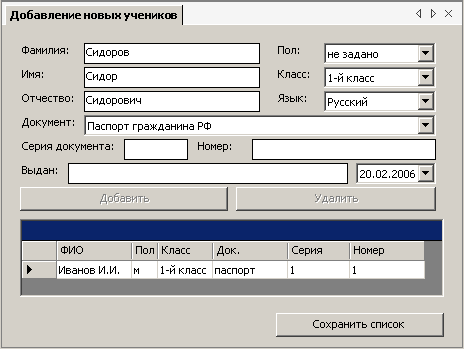 Добавление новых учеников
Фамилия: Сидоров Пол: не задано
Имя: Сидор Класс: 1-й класс
Отчество: Сидорович Язык: Русский
Документ: Паспорт гражданина РФ
Серия документа: Номер:
Выдан: 20.02.2006
Добавить Удалить
ФИО Пол Класс Док. Серия Номер
Иванов И.И. м 1-й класс паспорт 1 1
Сохранить список